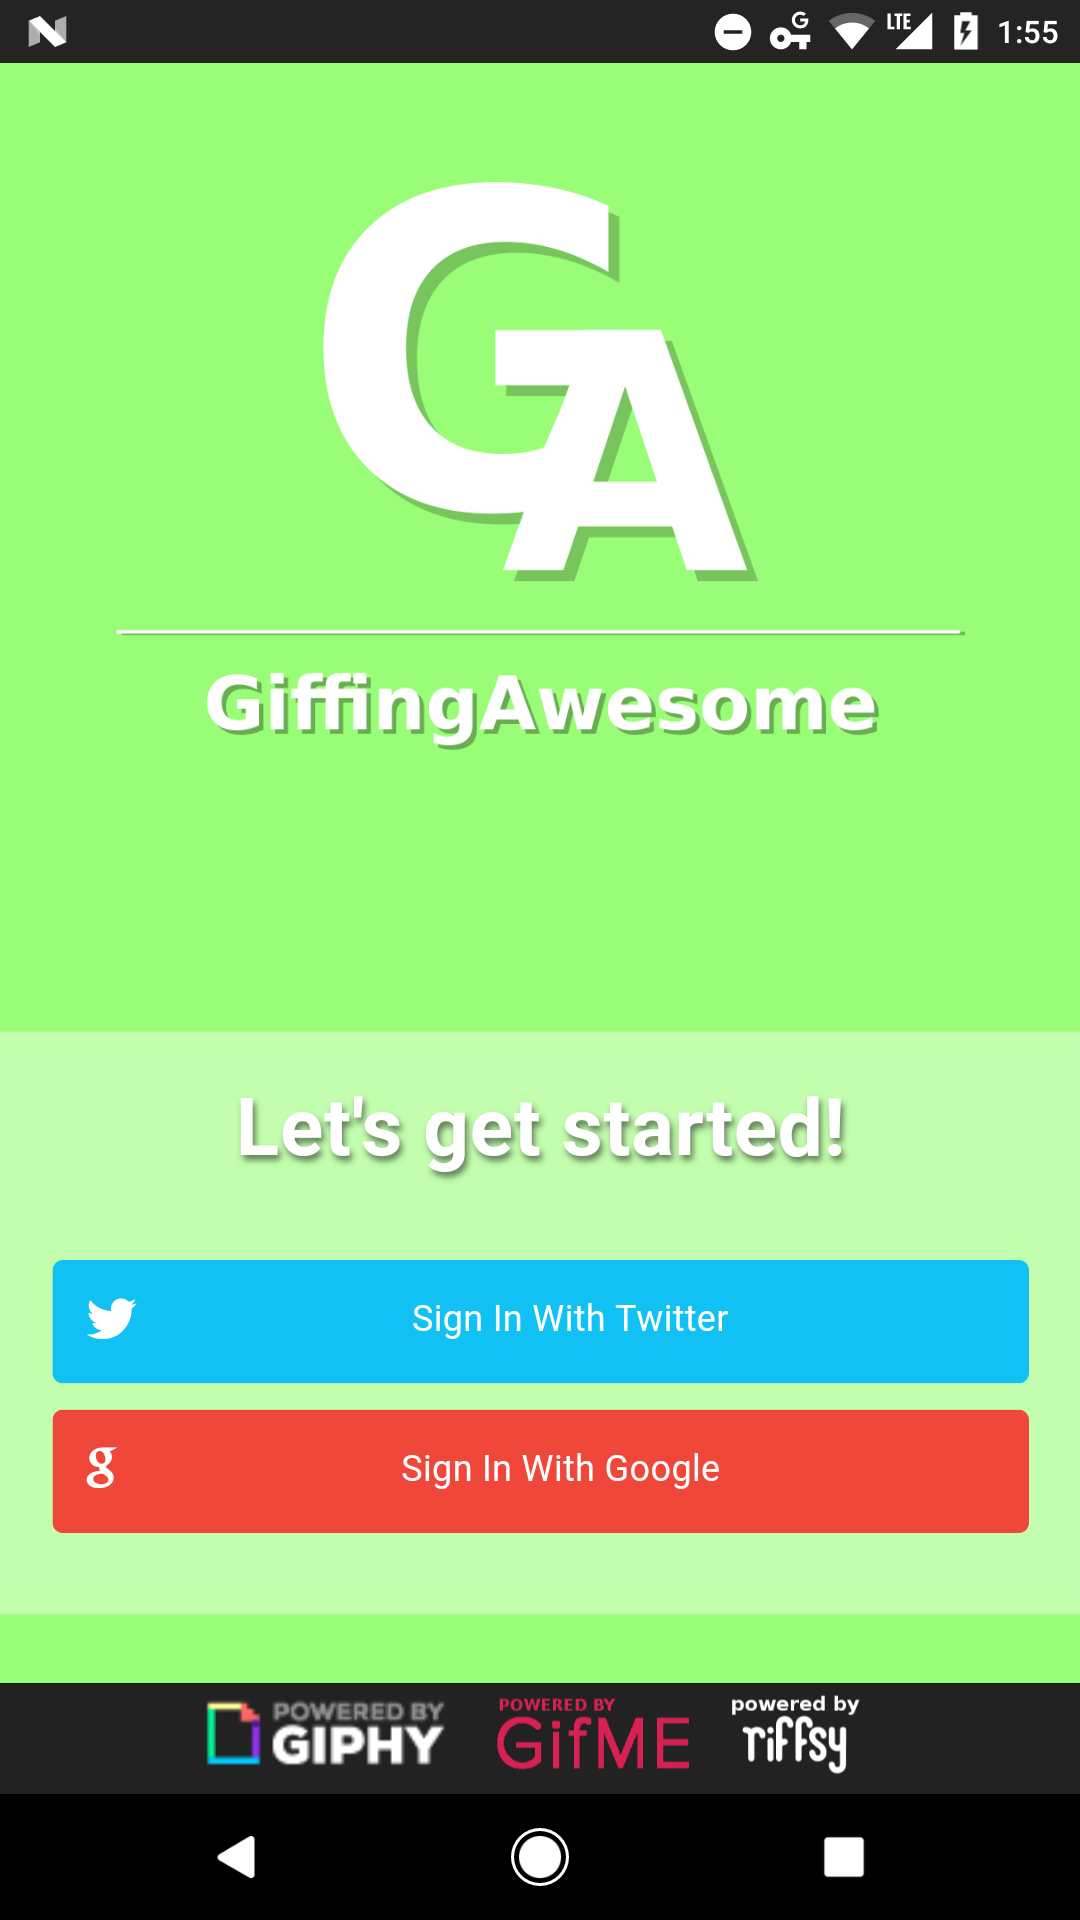 G
LTE
1:55
GA
GiffingAwesome
Let's get started!
Sign In With Twitter
g
Sign In With Google
POWERED BY
GIPHY
POWERED BY
GifME
powered by
riffsy